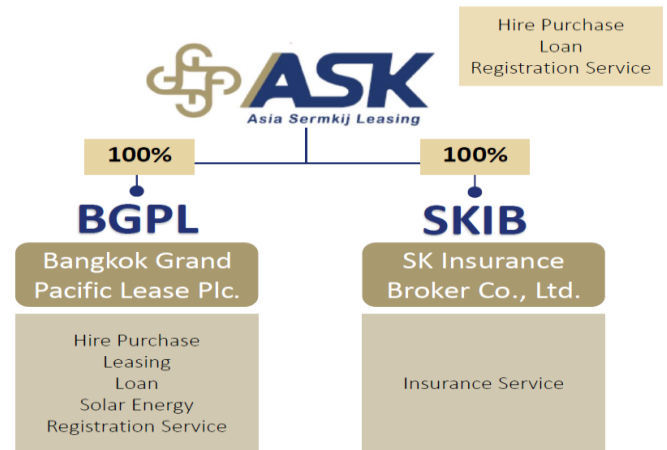 Hire Purchase
Loan
Registration Service
ASK
Asia Sermkij Leasing
100%
100%
BGPL
SKIB
Bangkok Grand
Pacific Lease Plc.
SK Insurance
Broker Co., Ltd.
Hire Purchase
Leasing
Loan
Solar Energy
Registration Service
Insurance Service